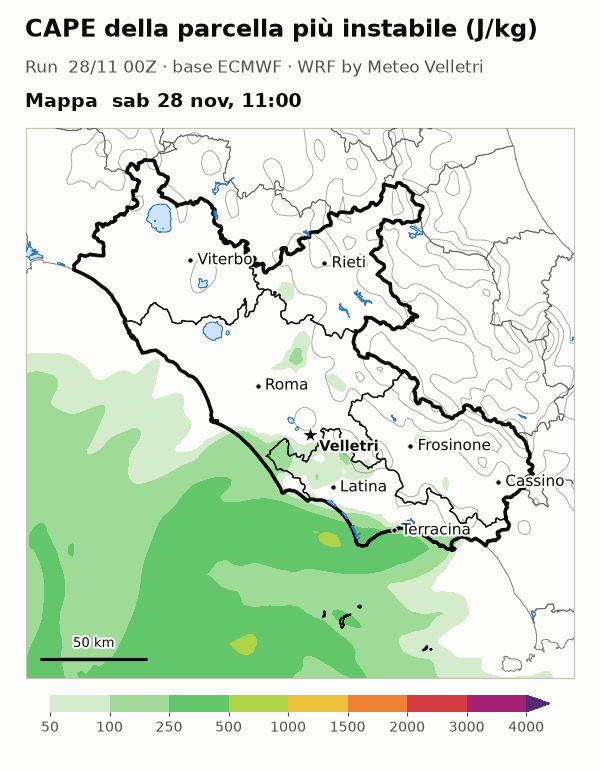 CAPE della parcella più instabile (J/kg)
Run  28/11 00Z · base ECMWF · WRF by Meteo Velletri
Mappa  sab 28 nov, 11:00
Viterbo
Rieti
Roma
Velletri
Frosinone
Latina
Cassino
Terracina
50 km
50 100 250 500 1000 1500 2000 3000 4000